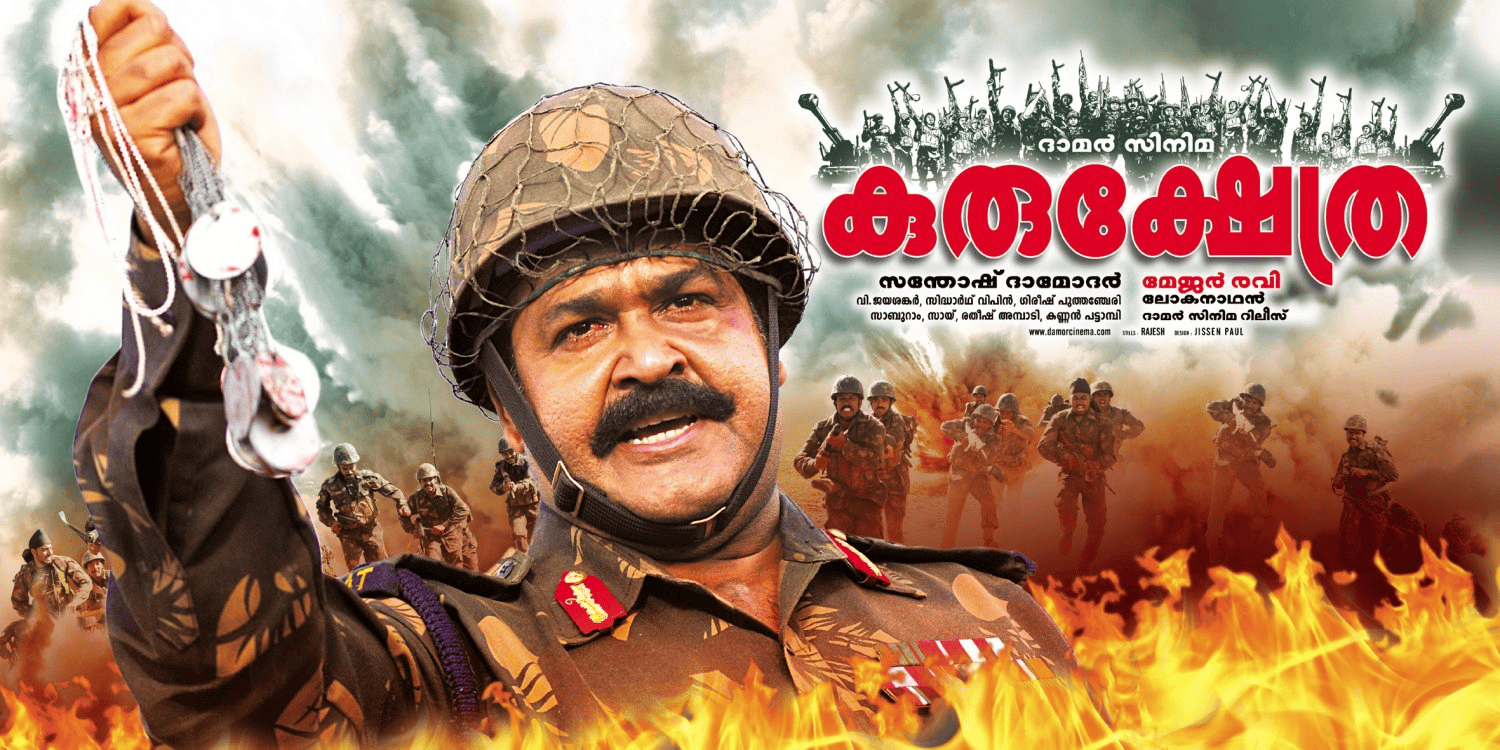 ദാമർ സിനിമ
കുരുക്ഷേത്ര
സന്തോഷ് ദാമോദർ മേജർ രവി
വി.ജയശങ്കർ, സിദ്ധാർഥ് വിപിൻ, ഗിരീഷ് പുത്തഞ്ചേരി ലോകനാഥൻ
സാബുറാം, സായ്, രതീഷ് അമ്പാടി, കണ്ണൻ പട്ടാമ്പി ദാമർ സിനിമ റിലീസ്
www.damorcinema.com STILLS : RAJESH DESIGN : JISSEN PAUL